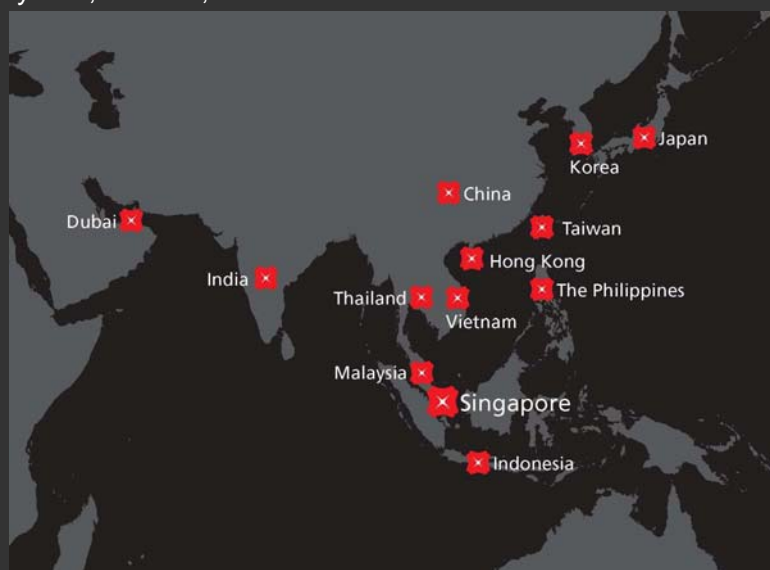 Japan
Korea
China
Dubai
Taiwan
Hong Kong
India
The Philippines
Thailand
Vietnam
Malaysia
Singapore
Indonesia